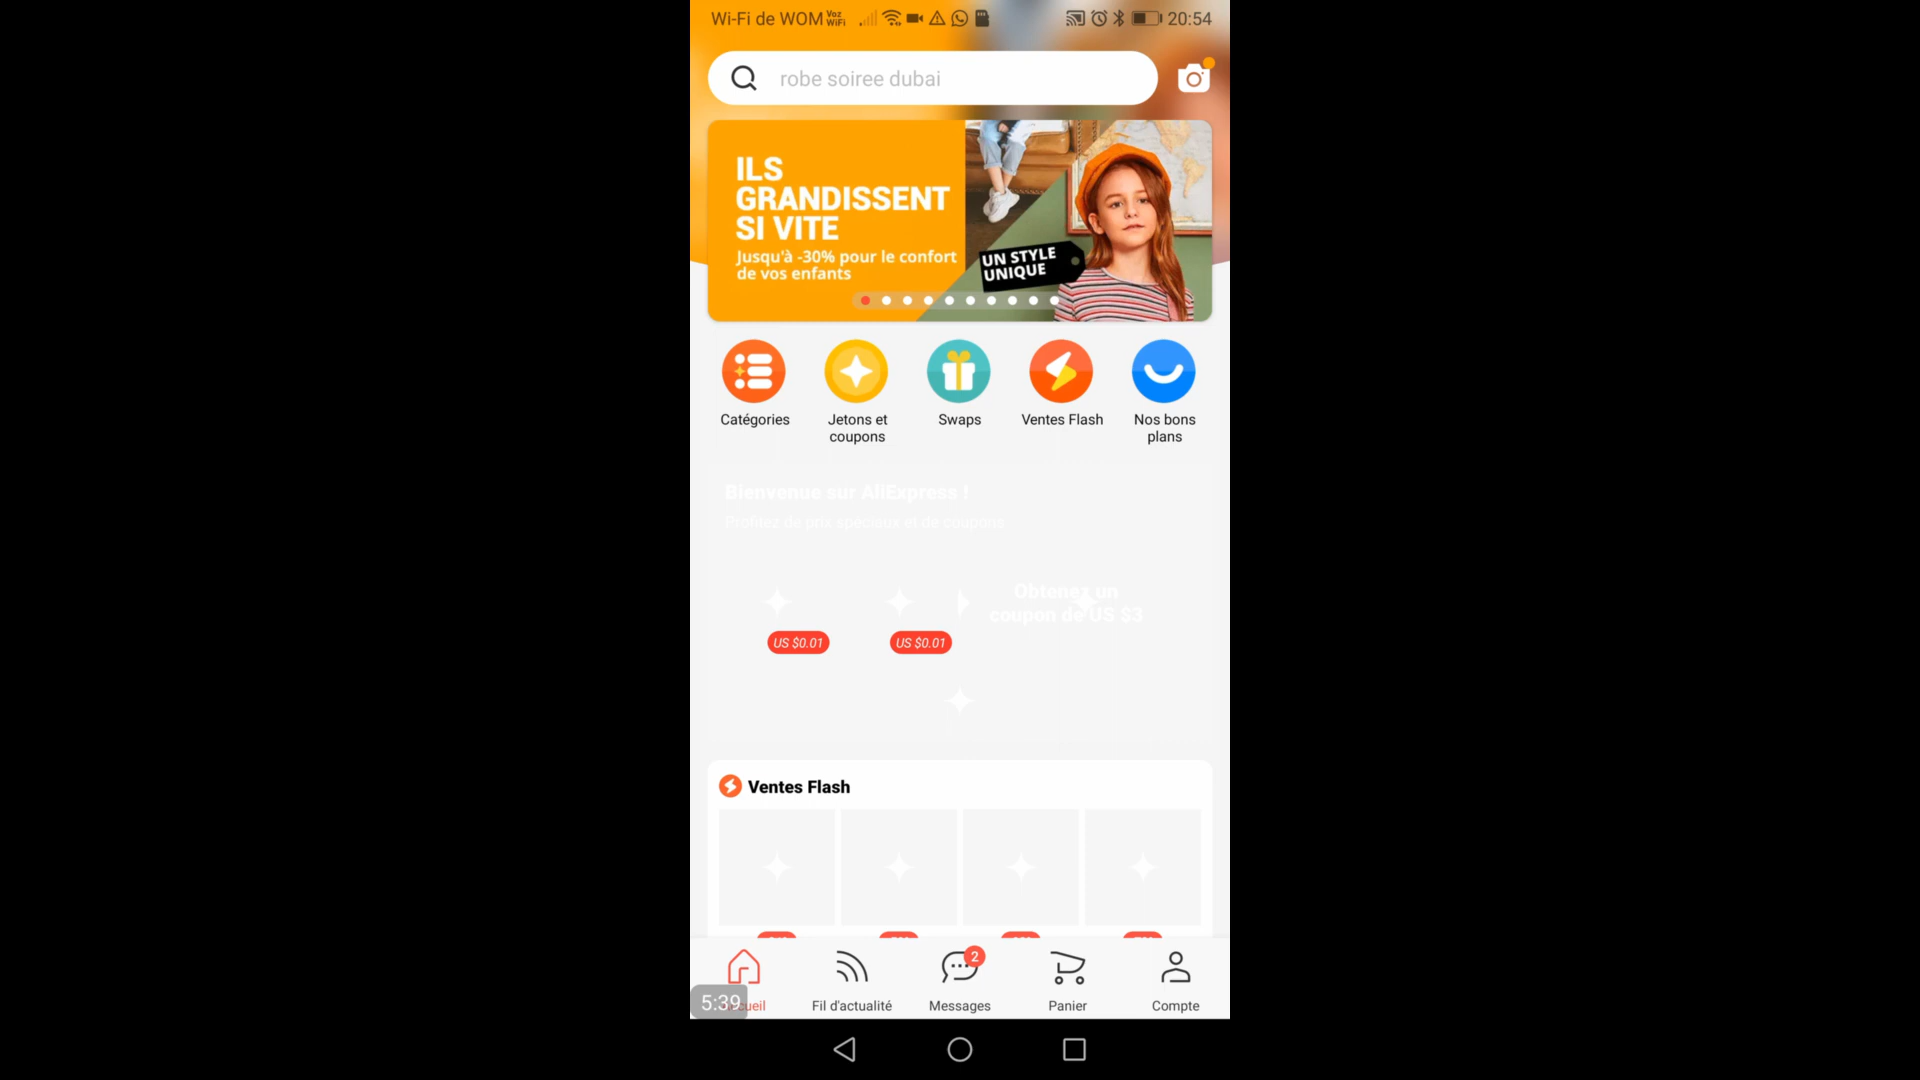 Wi-Fi de WOM Voz WiFi 20:54
robe soiree dubai
ILS
GRANDISSENT
SI VITE
Jusqu'à -30% pour le confort
de vos enfants
UN STYLE
UNIQUE
Catégories
Jetons et
coupons
Swaps
Ventes Flash
Nos bons
plans
Bienvenue sur AliExpress !
Profitez de prix spéciaux et de coupons
Obtenez un
coupon de US $3
US $0.01
US $0.01
Ventes Flash
2
5:39
cueil
Fil d'actualité
Messages
Panier
Compte